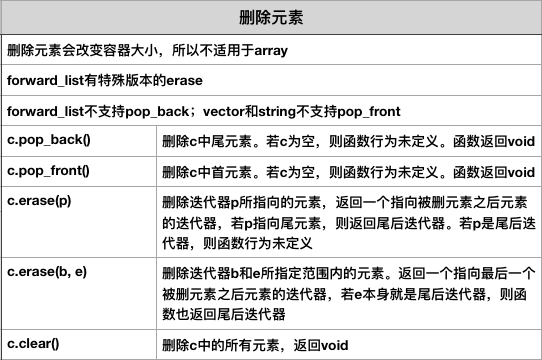 删除元素
删除元素会改变容器大小，所以不适用于array
forward_list有特殊版本的erase
forward_list不支持pop_back；vector和string不支持pop_front
c.pop_back()
删除c中尾元素。若c为空，则函数行为未定义。函数返回void
c.pop_front()
删除c中首元素。若c为空，则函数行为未定义。函数返回void
c.erase(p)
删除迭代器p所指向的元素，返回一个指向被删元素之后元素
的迭代器，若p指向尾元素，则返回尾后迭代器。若p是尾后迭
代器，则函数行为未定义
c.erase(b, e)
删除迭代器b和e所指定范围内的元素。返回一个指向最后一个
被删元素之后元素的迭代器，若e本身就是尾后迭代器，则函
数也返回尾后迭代器
c.clear()
删除c中的所有元素，返回void